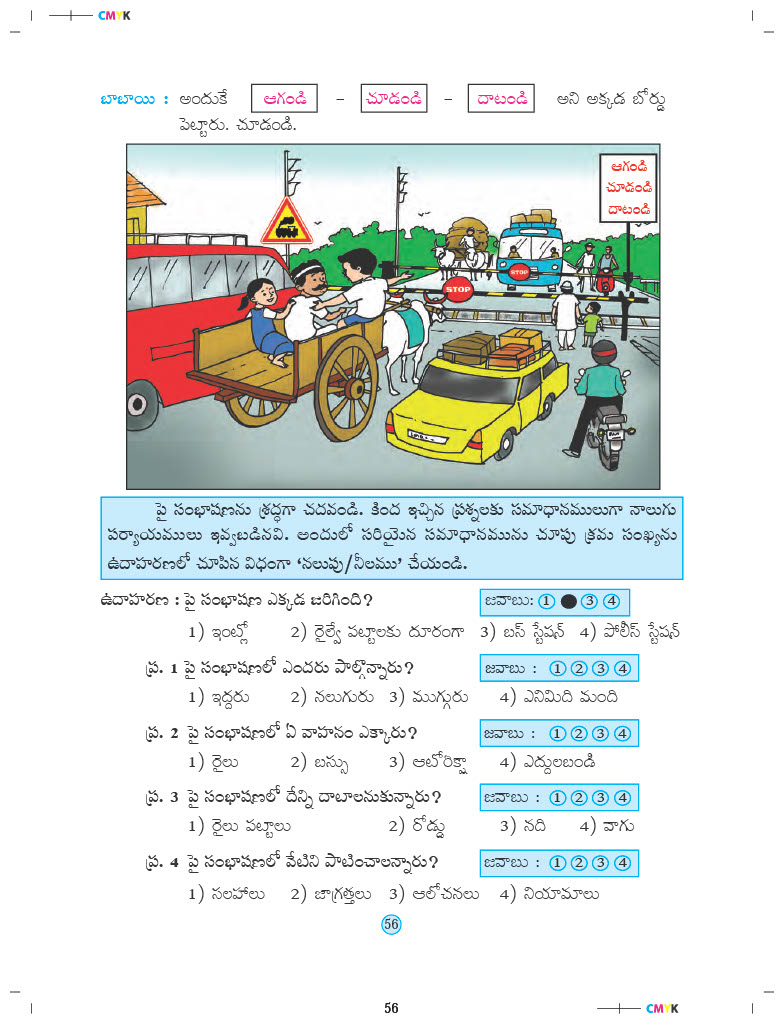 CMYK
బాబాయి : అందుకే ఆగండి – చూడండి – దాటండి అని అక్కడ బోర్డు
పెట్టారు. చూడండి.
ఆగండి
చూడండి
దాటండి
STOP
STOP
పై సంభాషణను శ్రద్ధగా చదవండి. కింద ఇచ్చిన ప్రశ్నలకు సమాధానములుగా నాలుగు
పర్యాయములు ఇవ్వబడినవి. అందులో సరియైన సమాధానమును చూపు క్రమ సంఖ్యను
ఉదాహరణలో చూపిన విధంగా ‘నలుపు/నీలము’ చేయండి.
ఉదాహరణ : పై సంభాషణ ఎక్కడ జరిగింది? జవాబు: 1 ● 3 4
1) ఇంట్లో 2) రైల్వే పట్టాలకు దూరంగా 3) బస్ స్టేషన్ 4) పోలీస్ స్టేషన్
ప్ర. 1 పై సంభాషణలో ఎందరు పాల్గొన్నారు? జవాబు : 1 2 3 4
1) ఇద్దరు 2) నలుగురు 3) ముగ్గురు 4) ఎనిమిది మంది
ప్ర. 2 పై సంభాషణలో ఏ వాహనం ఎక్కారు? జవాబు : 1 2 3 4
1) రైలు 2) బస్సు 3) ఆటోరిక్షా 4) ఎద్దులబండి
ప్ర. 3 పై సంభాషణలో దేన్ని దాటాలనుకున్నారు? జవాబు : 1 2 3 4
1) రైలు పట్టాలు 2) రోడ్డు 3) నది 4) వాగు
ప్ర. 4 పై సంభాషణలో వేటిని పాటించాలన్నారు? జవాబు : 1 2 3 4
1) సలహాలు 2) జాగ్రత్తలు 3) ఆలోచనలు 4) నియామాలు
56
56
CMYK